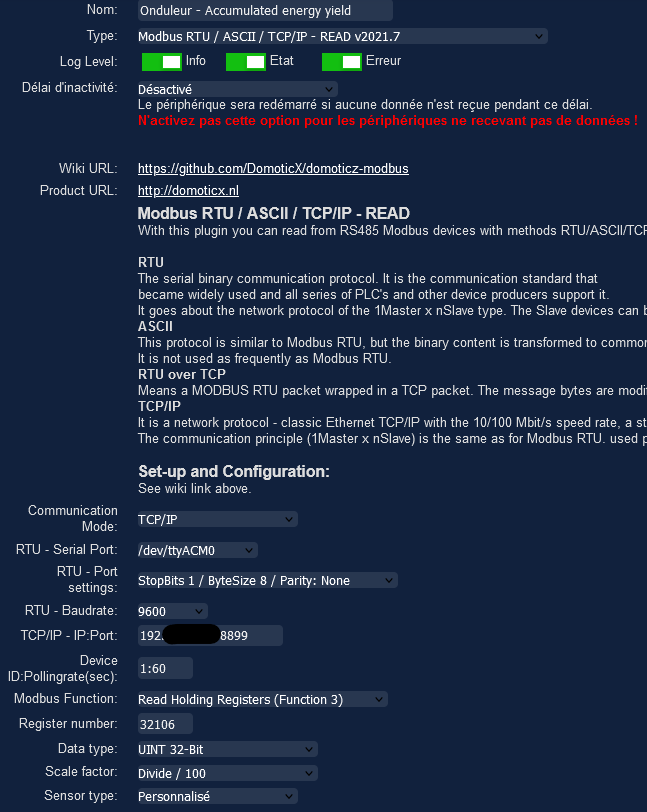 Nom: Onduleur - Accumulated energy yield
Type: Modbus RTU / ASCII / TCP/IP - READ v2021.7
Log Level: Info Etat Erreur
Délai d'inactivité: Désactivé
Le périphérique sera redémarré si aucune donnée n'est reçue pendant ce délai.
N'activez pas cette option pour les périphériques ne recevant pas de données !
Wiki URL: https://github.com/DomoticX/domoticz-modbus
Product URL: http://domoticx.nl
Modbus RTU / ASCII / TCP/IP - READ
With this plugin you can read from RS485 Modbus devices with methods RTU/ASCII/TCP
RTU
The serial binary communication protocol. It is the communication standard that
became widely used and all series of PLC's and other device producers support it.
It goes about the network protocol of the 1Master x nSlave type. The Slave devices can
ASCII
This protocol is similar to Modbus RTU, but the binary content is transformed to
It is not used as frequently as Modbus RTU.
RTU over TCP
Means a MODBUS RTU packet wrapped in a TCP packet. The message bytes are
TCP/IP
It is a network protocol - classic Ethernet TCP/IP with the 10/100 Mbit/s speed rate, a
The communication principle (1Master x nSlave) is the same as for Modbus RTU. used
Set-up and Configuration:
See wiki link above.
Communication
Mode: TCP/IP
RTU - Serial Port: /dev/ttyACM0
RTU - Port
settings: StopBits 1 / ByteSize 8 / Parity: None
RTU - Baudrate: 9600
TCP/IP - IP:Port: 192. 8899
Device
ID:Pollingrate(sec): 1:60
Modbus Function: Read Holding Registers (Function 3)
Register number: 32106
Data type: UINT 32-Bit
Scale factor: Divide / 100
Sensor type: Personnalisé